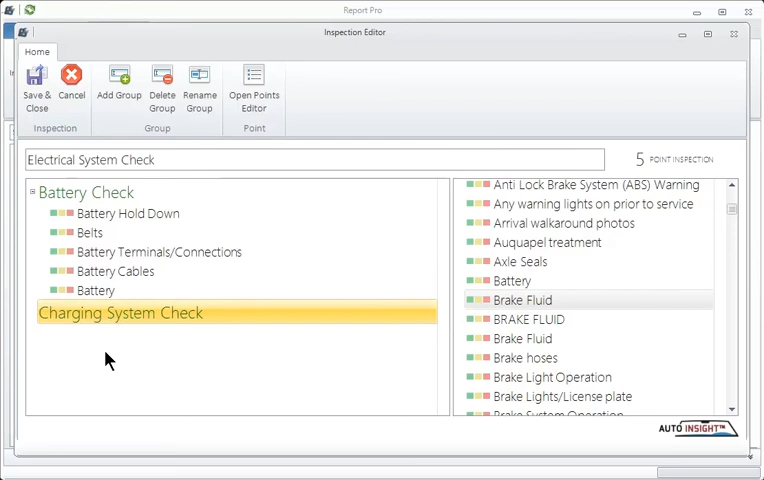 Report Pro
Inspection Editor
Home
Save & Close
Cancel
Add Group
Delete Group
Rename Group
Open Points Editor
Inspection
Group
Point
Electrical System Check
5 POINT INSPECTION
Battery Check
Battery Hold Down
Belts
Battery Terminals/Connections
Battery Cables
Battery
Charging System Check
Anti Lock Brake System (ABS) Warning
Any warning lights on prior to service
Arrival walkaround photos
Auquapel treatment
Axle Seals
Battery
Brake Fluid
BRAKE FLUID
Brake Fluid
Brake hoses
Brake Light Operation
Brake Lights/License plate
Brake System Operation
AUTO INSIGHT™